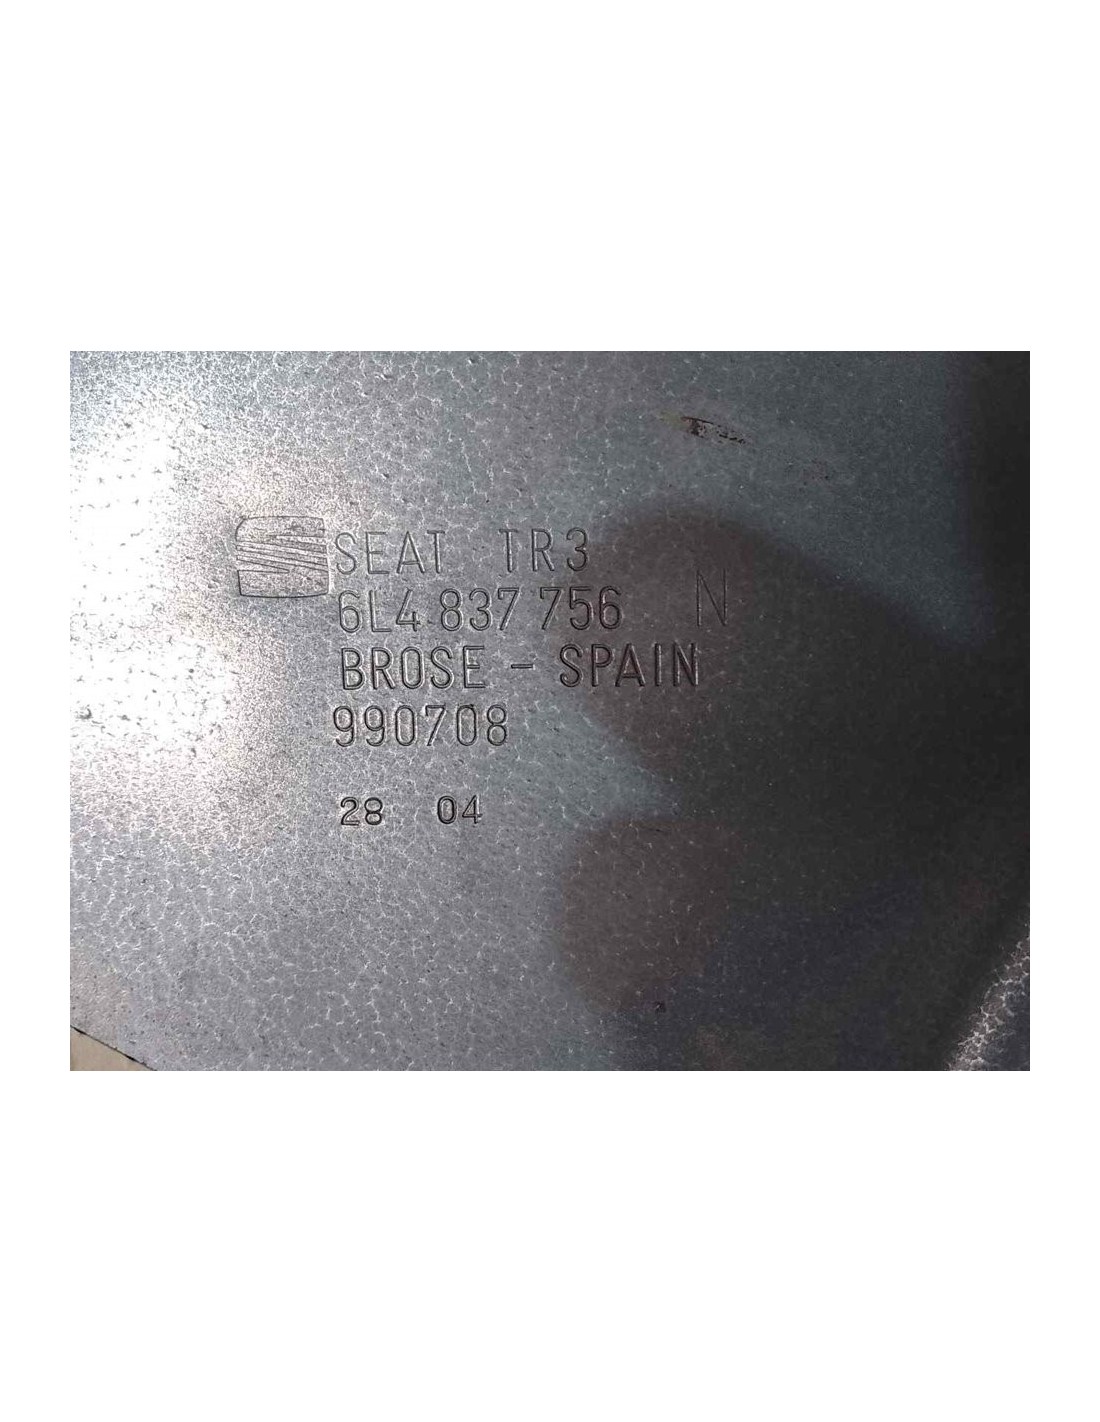 SEAT TR3
6L4 837 756 N
BROSE - SPAIN
990708
28 04